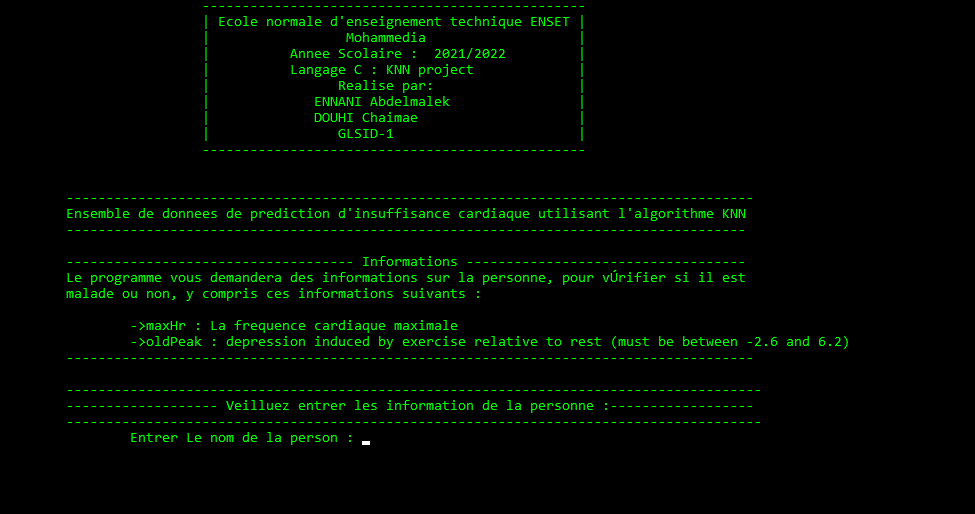 ------------------------------------------------
| Ecole normale d'enseignement technique ENSET |
| Mohammedia |
| Annee Scolaire :  2021/2022 |
| Langage C : KNN project |
| Realise par: |
| ENNANI Abdelmalek |
| DOUHI Chaimae |
| GLSID-1 |
------------------------------------------------
--------------------------------------------------------------------------------------
Ensemble de donnees de prediction d'insuffisance cardiaque utilisant l'algorithme KNN
-------------------------------------------------------------------------------------
------------------------------------ Informations -----------------------------------
Le programme vous demandera des informations sur la personne, pour vÚrifier si il est
malade ou non, y compris ces informations suivants :
->maxHr : La frequence cardiaque maximale
->oldPeak : depression induced by exercise relative to rest (must be between -2.6 and 6.2)
--------------------------------------------------------------------------------------
---------------------------------------------------------------------------------------
------------------- Veilluez entrer les information de la personne :------------------
---------------------------------------------------------------------------------------
Entrer Le nom de la person :